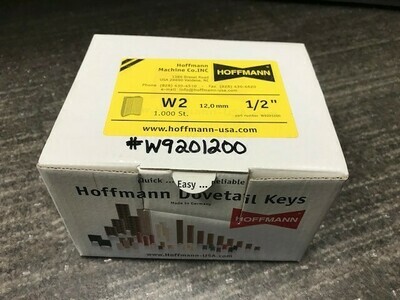 Hoffmann
Machine Co.INC
HOFFMANN
W2
12,0 mm
1/2"
1.000 St.
www.hoffmann-usa.com
#W9201200
Quick ... Easy ... Reliable
Hoffmann Dovetail Keys
Made in Germany
HOFFMANN
www.Hoffmann-USA.com